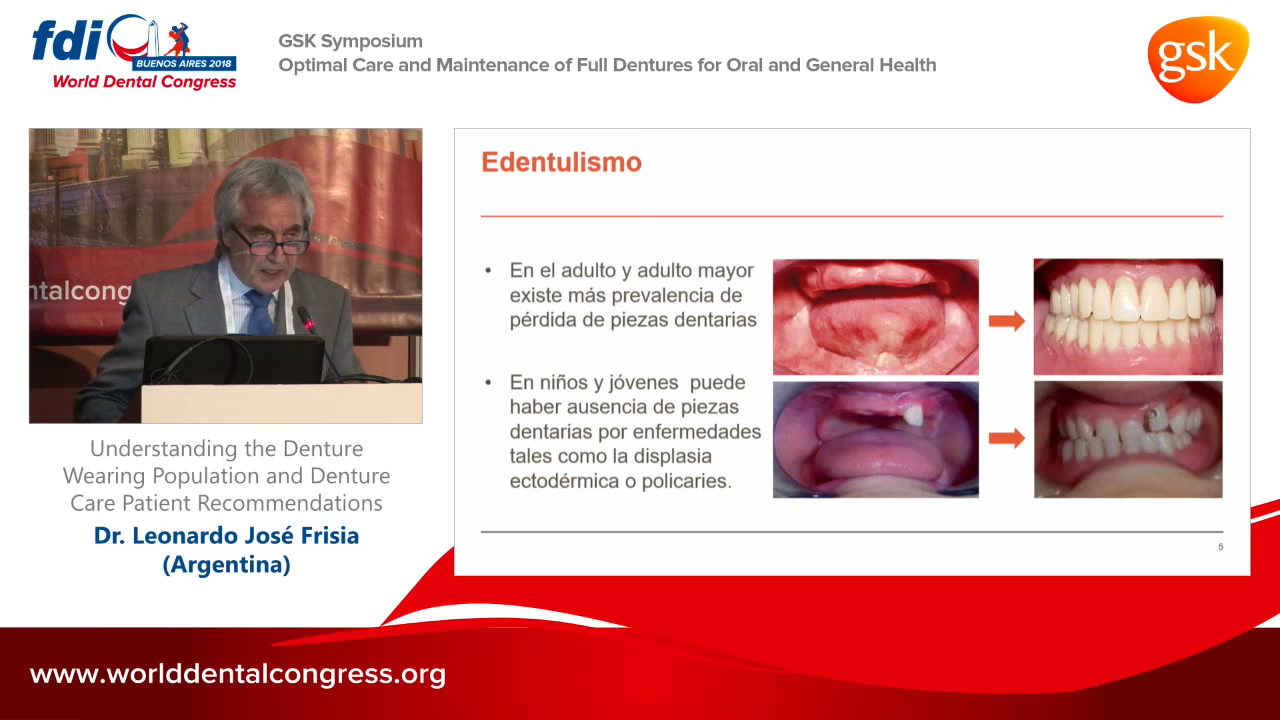 fdi
BUENOS AIRES 2018
World Dental Congress
GSK Symposium
Optimal Care and Maintenance of Full Dentures for Oral and General Health
gsk
ntalcong
Understanding the Denture
Wearing Population and Denture
Care Patient Recommendations
Dr. Leonardo José Frisia
(Argentina)
Edentulismo
• En el adulto y adulto mayor
existe más prevalencia de
pérdida de piezas dentarias
• En niños y jóvenes puede
haber ausencia de piezas
dentarias por enfermedades
tales como la displasia
ectodérmica o policaries.
5
www.worlddentalcongress.org